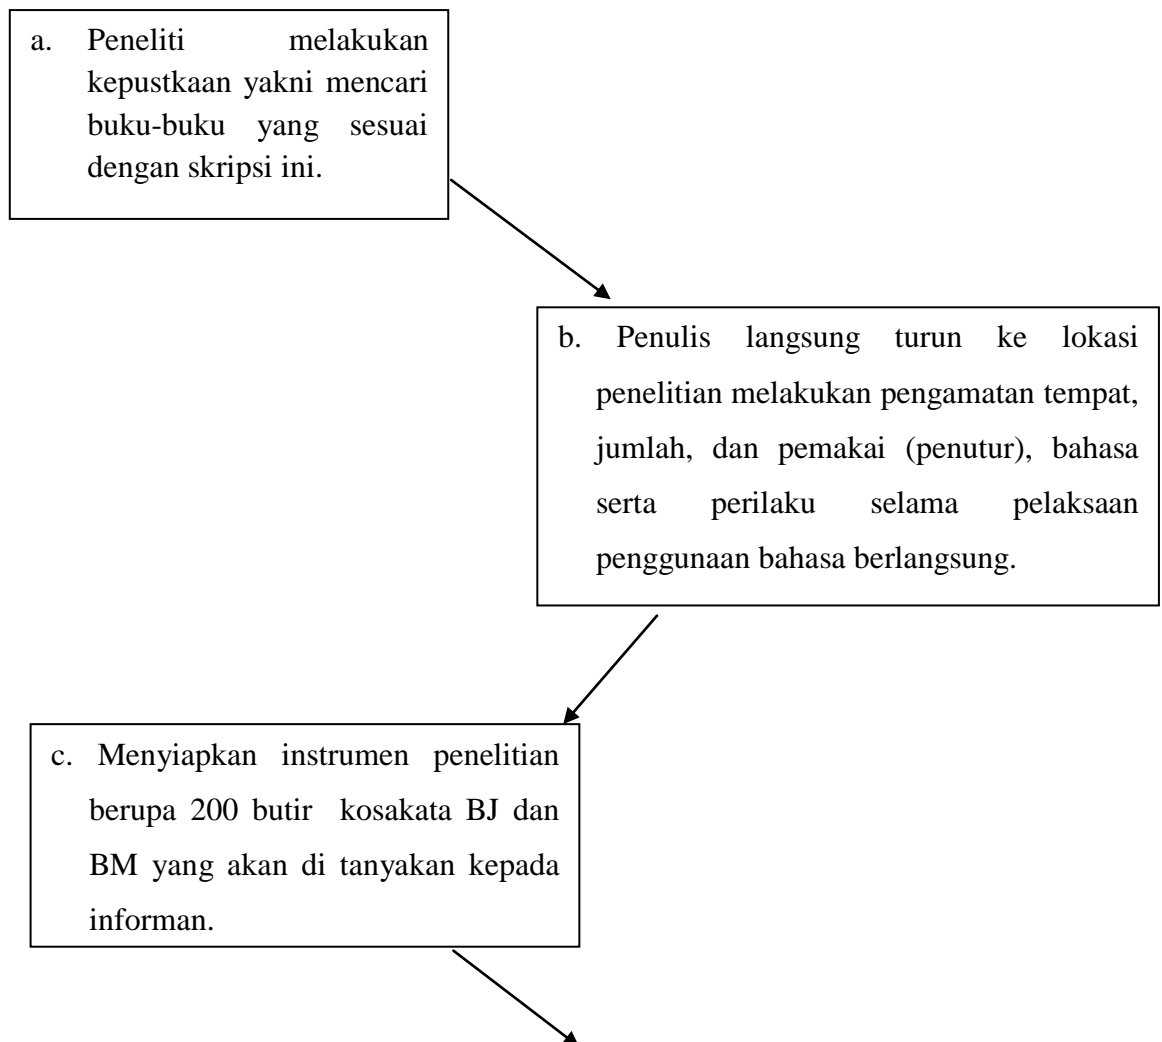 a. Peneliti melakukan
kepustkaan yakni mencari
buku-buku yang sesuai
dengan skripsi ini.
b. Penulis langsung turun ke lokasi
penelitian melakukan pengamatan tempat,
jumlah, dan pemakai (penutur), bahasa
serta perilaku selama pelaksaan
penggunaan bahasa berlangsung.
c. Menyiapkan instrumen penelitian
berupa 200 butir kosakata BJ dan
BM yang akan di tanyakan kepada
informan.